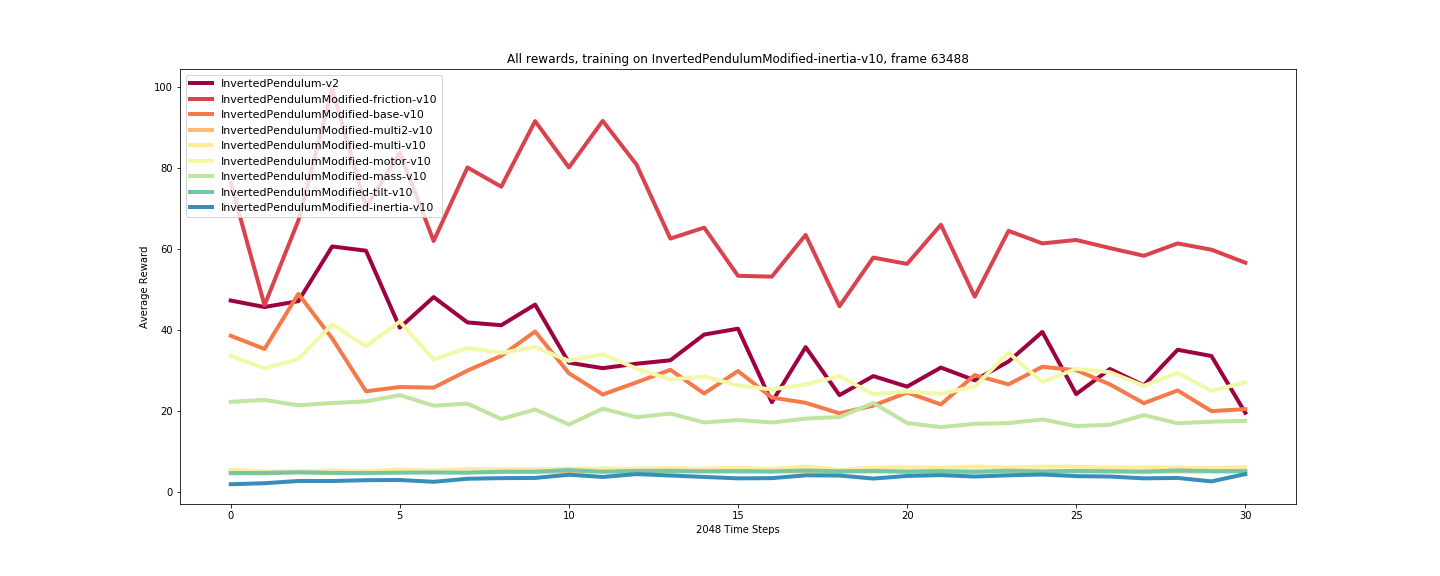 All rewards, training on InvertedPendulumModified-inertia-v10, frame 63488
InvertedPendulum-v2
InvertedPendulumModified-friction-v10
InvertedPendulumModified-base-v10
InvertedPendulumModified-multi2-v10
InvertedPendulumModified-multi-v10
InvertedPendulumModified-motor-v10
InvertedPendulumModified-mass-v10
InvertedPendulumModified-tilt-v10
InvertedPendulumModified-inertia-v10
100
80
60
40
20
0
Average Reward
0 5 10 15 20 25 30
2048 Time Steps